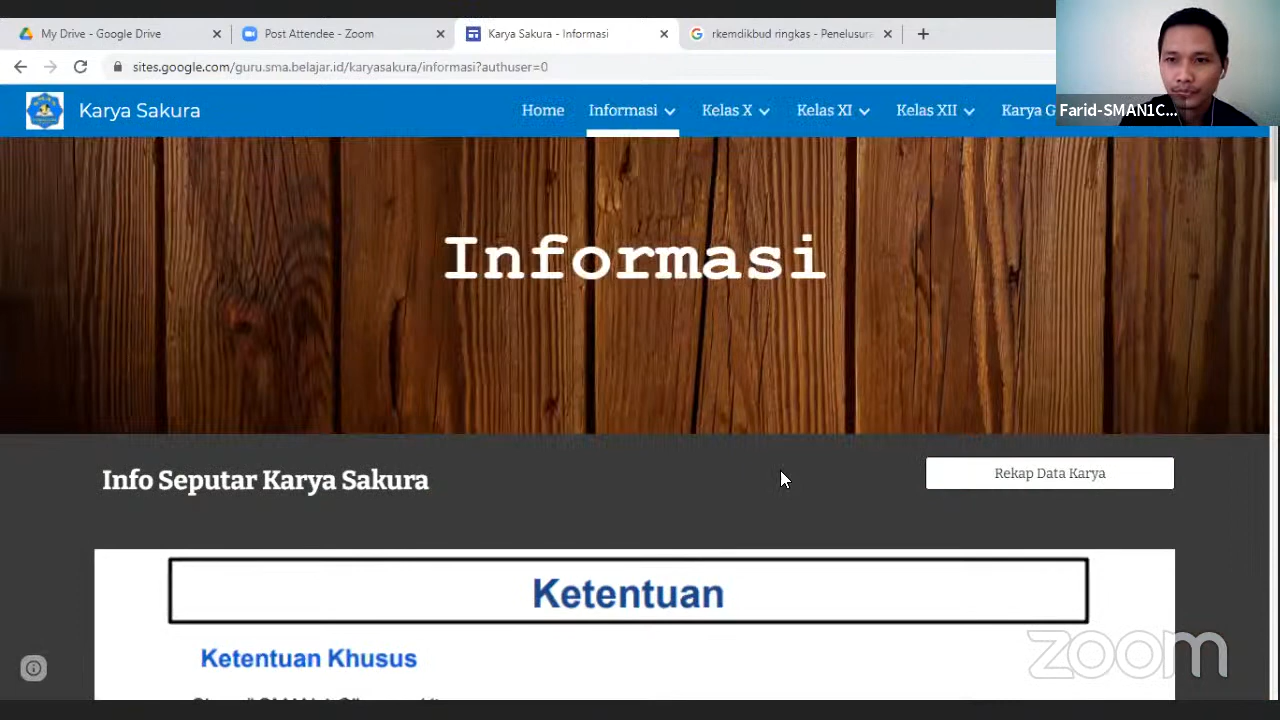 My Drive - Google Drive
Post Attendee - Zoom
Karya Sakura - Informasi
rkemdikbud ringkas - Penelusura
sites.google.com/guru.sma.belajar.id/karyasakura/informasi?authuser=0
Karya Sakura
Home
Informasi
Kelas X
Kelas XI
Kelas XII
Karya G
Farid-SMAN1C...
Informasi
Info Seputar Karya Sakura
Rekap Data Karya
Ketentuan
Ketentuan Khusus
zoom